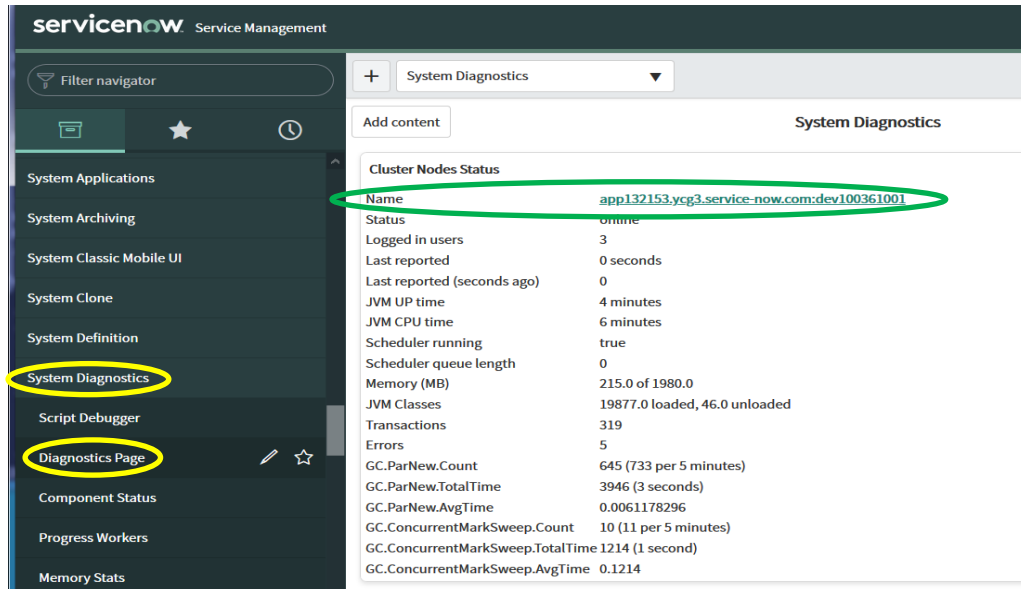 servicenow Service Management
Filter navigator
System Applications
System Archiving
System Classic Mobile UI
System Clone
System Definition
System Diagnostics
Script Debugger
Diagnostics Page
Component Status
Progress Workers
Memory Stats
+ System Diagnostics
Add content
System Diagnostics
Cluster Nodes Status
Name app132153.ycg3.service-now.com:dev100361001
Status online
Logged in users 3
Last reported 0 seconds
Last reported (seconds ago) 0
JVM UP time 4 minutes
JVM CPU time 6 minutes
Scheduler running true
Scheduler queue length 0
Memory (MB) 215.0 of 1980.0
JVM Classes 19877.0 loaded, 46.0 unloaded
Transactions 319
Errors 5
GC.ParNew.Count 645 (733 per 5 minutes)
GC.ParNew.TotalTime 3946 (3 seconds)
GC.ParNew.AvgTime 0.0061178296
GC.ConcurrentMarkSweep.Count 10 (11 per 5 minutes)
GC.ConcurrentMarkSweep.TotalTime 1214 (1 second)
GC.ConcurrentMarkSweep.AvgTime 0.1214